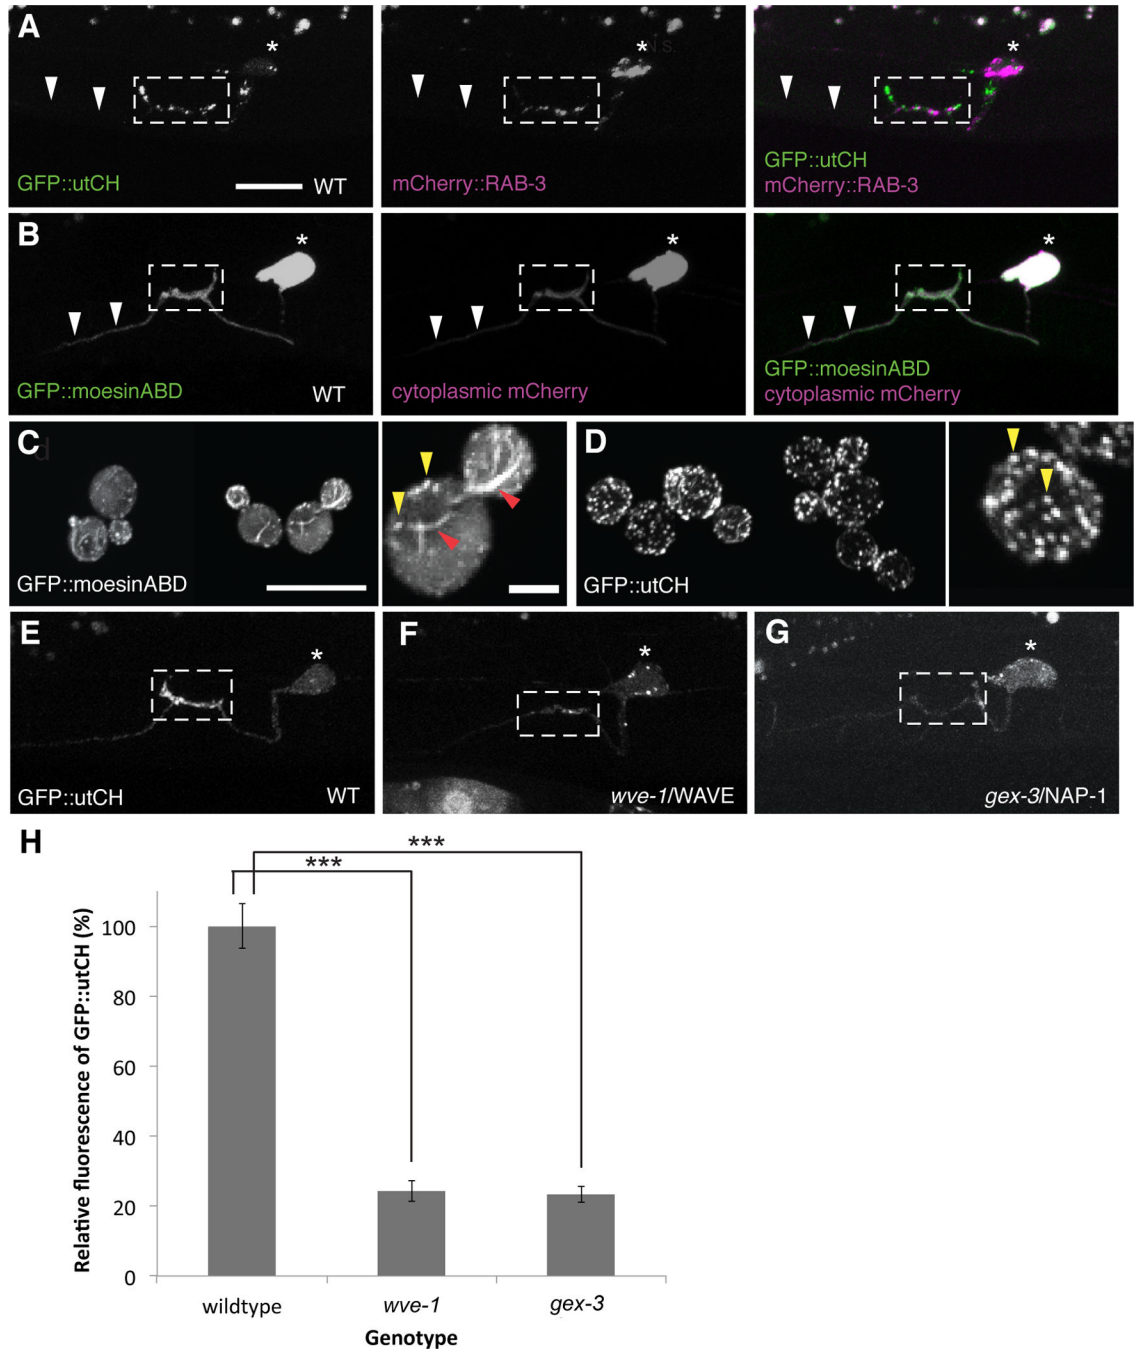 A
*
*
*
GFP::utCH
WT
mCherry::RAB-3
GFP::utCH
mCherry::RAB-3
B
*
*
*
GFP::moesinABD
WT
cytoplasmic mCherry
GFP::moesinABD
cytoplasmic mCherry
C
D
GFP::moesinABD
GFP::utCH
E
*
F
*
G
*
GFP::utCH
WT
wve-1/WAVE
gex-3/NAP-1
H
***
***
Relative fluorescence of GFP::utCH (%)
100
80
60
40
20
0
wildtype
wve-1
gex-3
Genotype